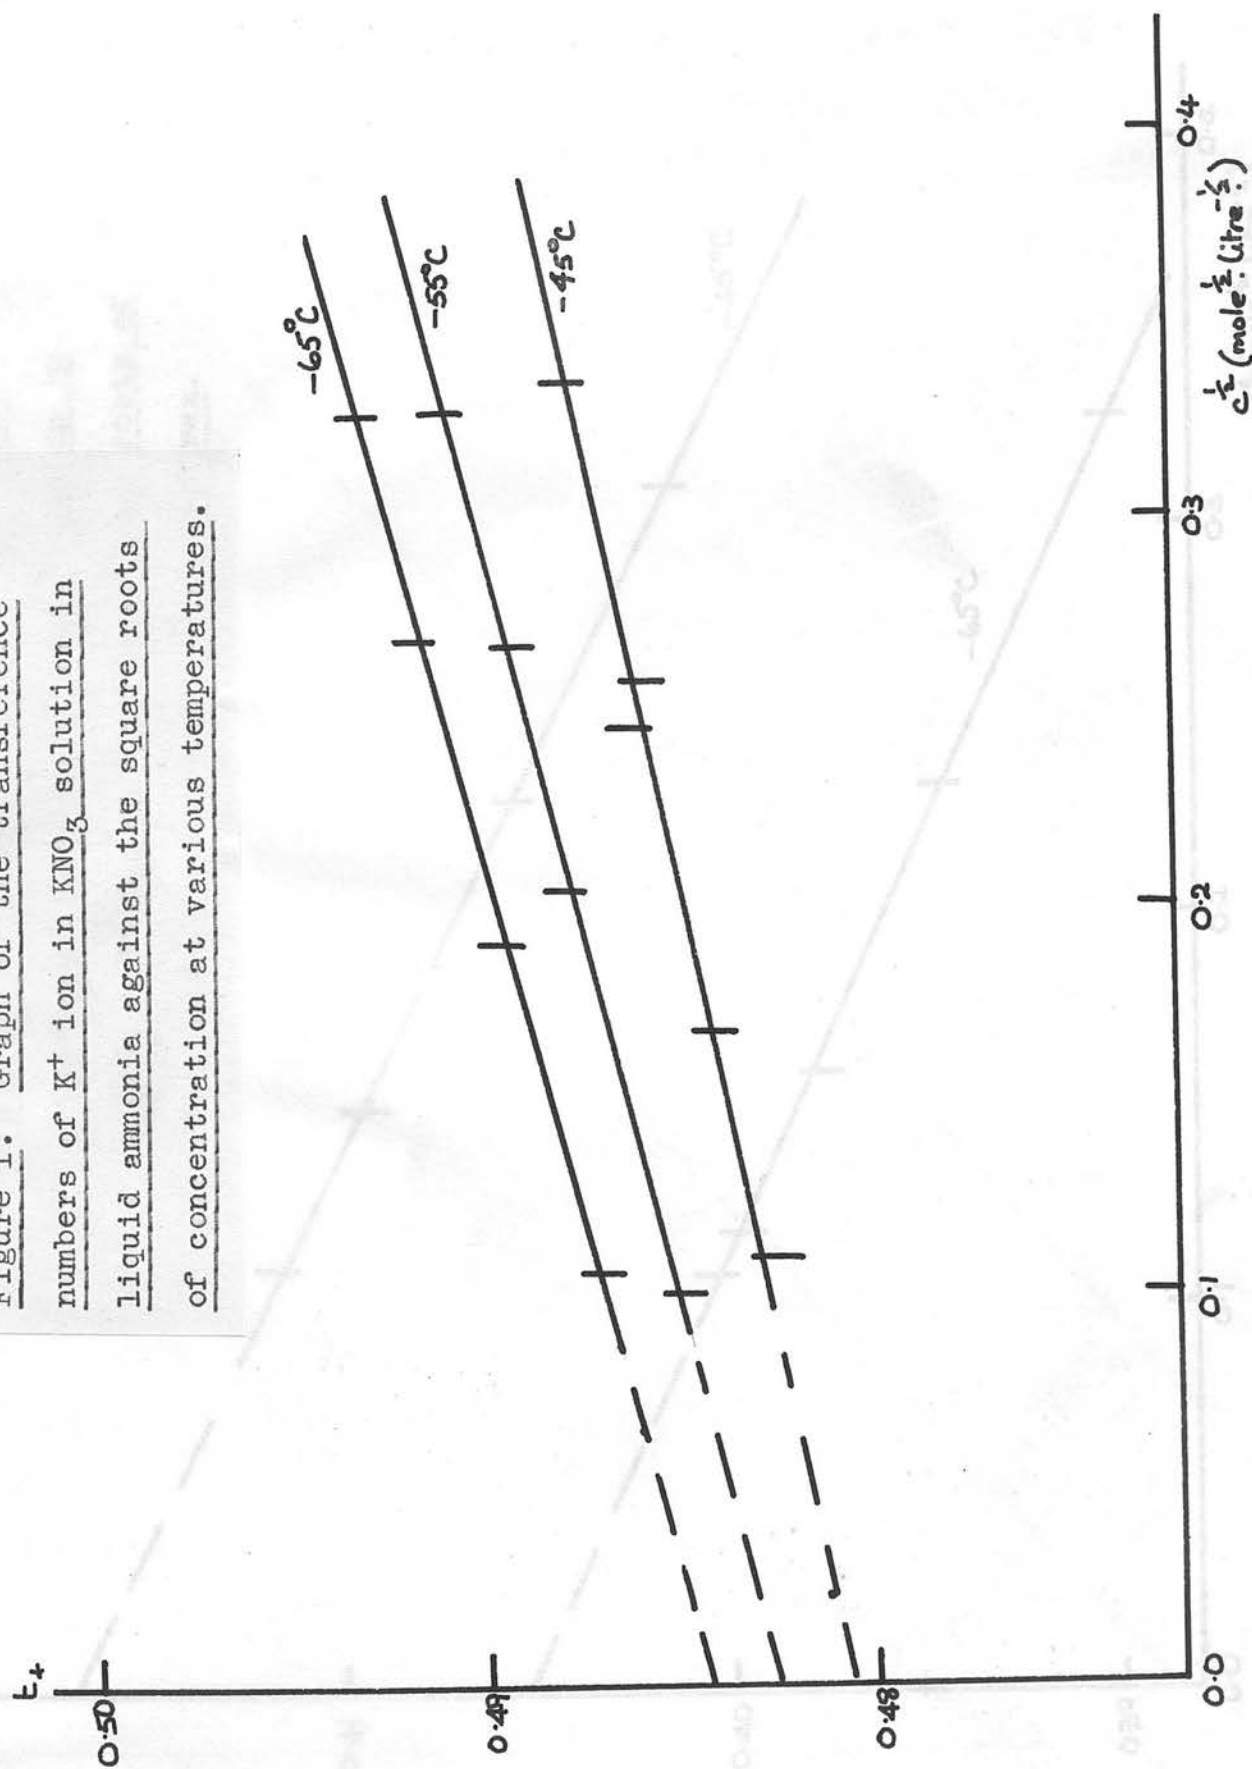 Figure 1. Graph of the transference
numbers of K⁺ ion in KNO₃ solution in
liquid ammonia against the square roots
of concentration at various temperatures.
t₊
0·50
0·49
0·48
-65°C
-55°C
-45°C
0·0
0·1
0·2
0·3
0·4
c^½ (mole^½. litre^-½.)